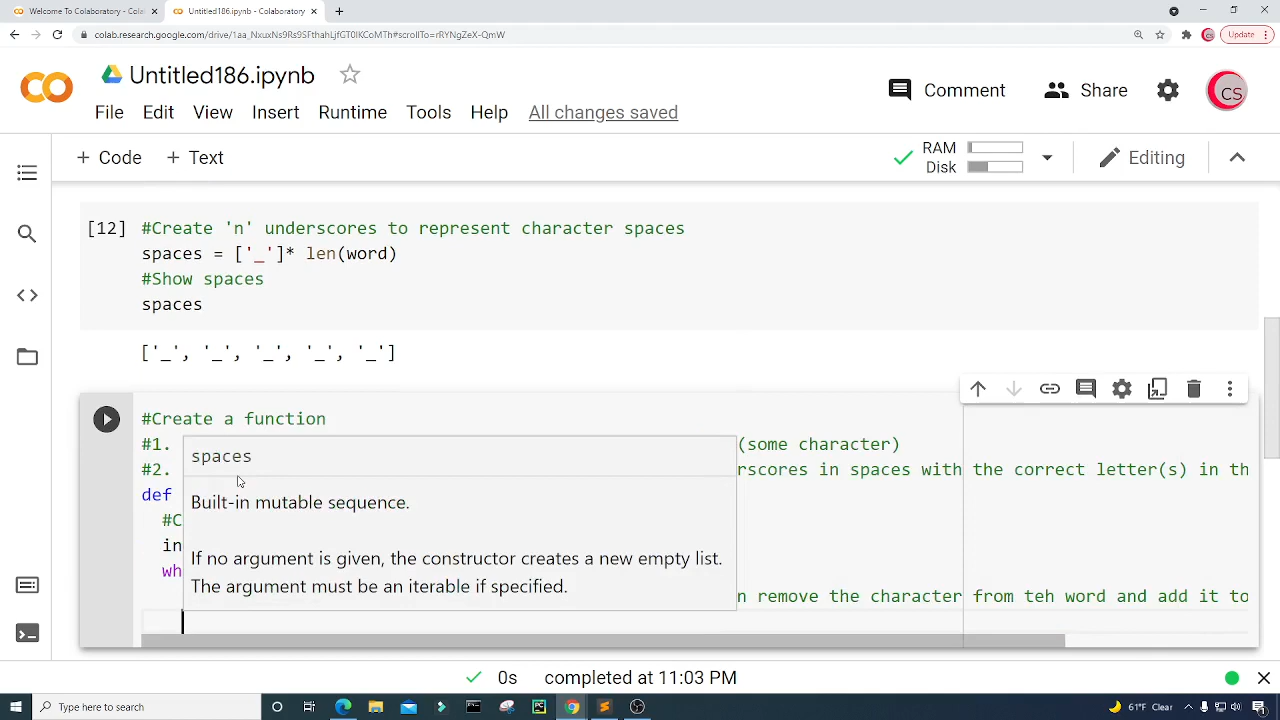 Welcome To Colaboratory - Colab
Untitled186.ipynb - Colaboratory
colab.research.google.com/drive/1aa_NxuxNs9Rs9SFthahLjfGT0IKCoMTh#scrollTo=rRYNgZeX-QmW
Update
Untitled186.ipynb
CS
Comment
Share
File Edit View Insert Runtime Tools Help All changes saved
+ Code + Text
RAM
Disk
Editing
[12] #Create 'n' underscores to represent character spaces
spaces = ['_']* len(word)
#Show spaces
spaces
['_', '_', '_', '_', '_']
#Create a function
#1. (some character)
#2. rscores in spaces with the correct letter(s) in th
def
#C
in
wh
n remove the character from teh word and add it to
spaces
Built-in mutable sequence.
If no argument is given, the constructor creates a new empty list.
The argument must be an iterable if specified.
0s completed at 11:03 PM
Type here to search
61°F Clear